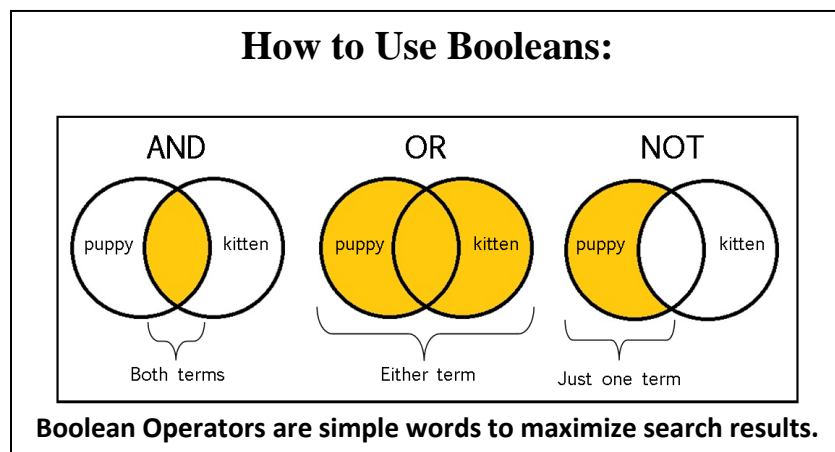 How to Use Booleans:
AND OR NOT
puppy kitten puppy kitten puppy kitten
Both terms Either term Just one term
Boolean Operators are simple words to maximize search results.